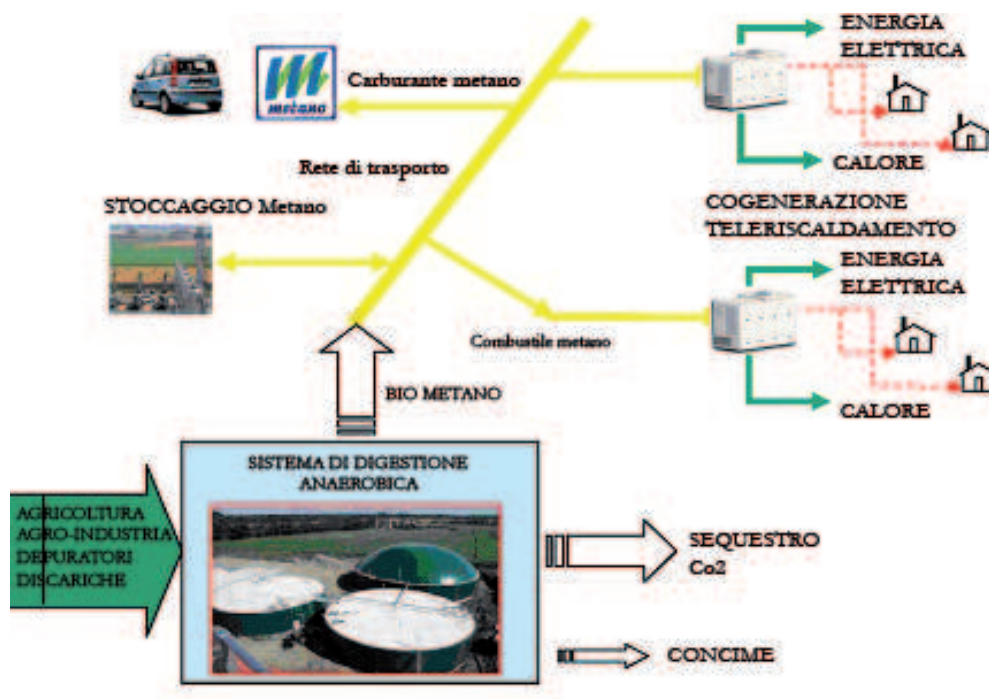 ENERGIA
ELETTRICA
Carburante metano
metano
Rete di trasporto
CALORE
STOCCAGGIO Metano
COGENERAZIONE
TELERISCALDAMENTO
ENERGIA
ELETTRICA
Combustile metano
BIO METANO
CALORE
SISTEMA DI DIGESTIONE
ANAEROBICA
AGRICOLTURA
AGRO-INDUSTRIA
DEPURATORI
DISCARICHE
SEQUESTRO
Co2
CONCIME